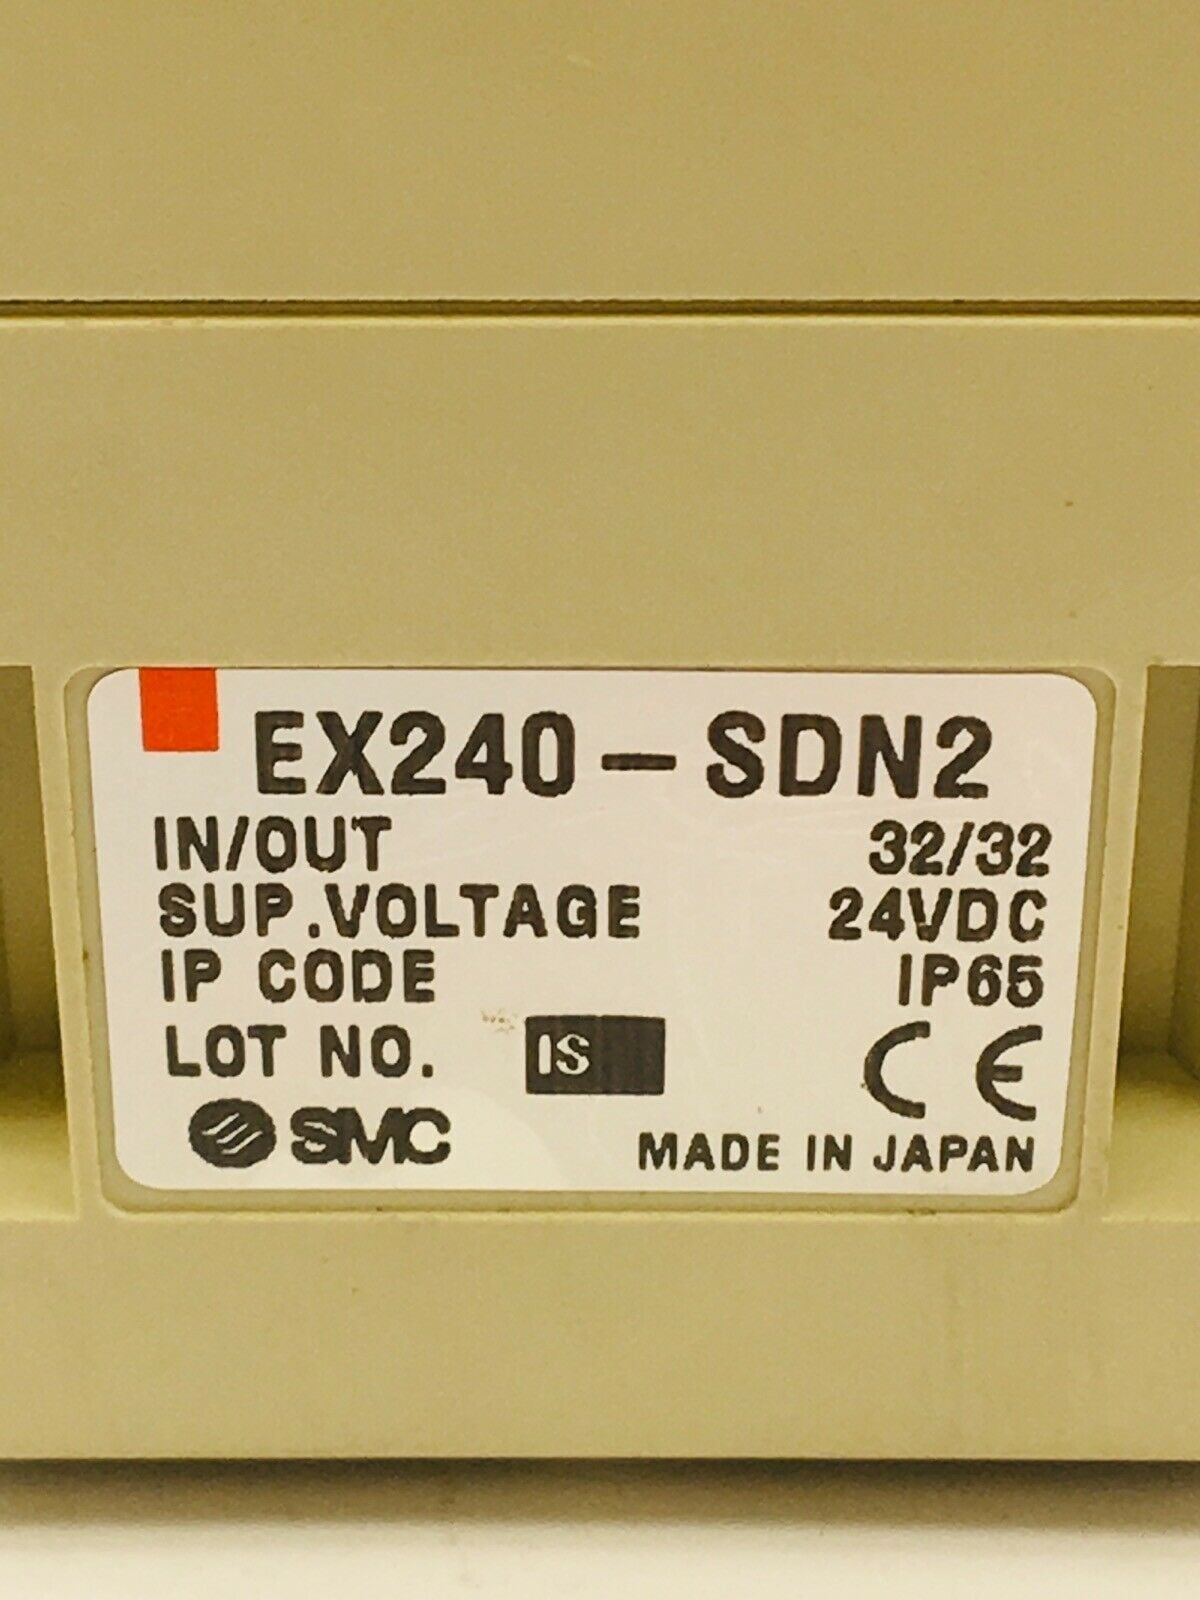 EX240-SDN2
IN/OUT 32/32
SUP.VOLTAGE 24VDC
IP CODE IP65
LOT NO. IS CE
SMC MADE IN JAPAN